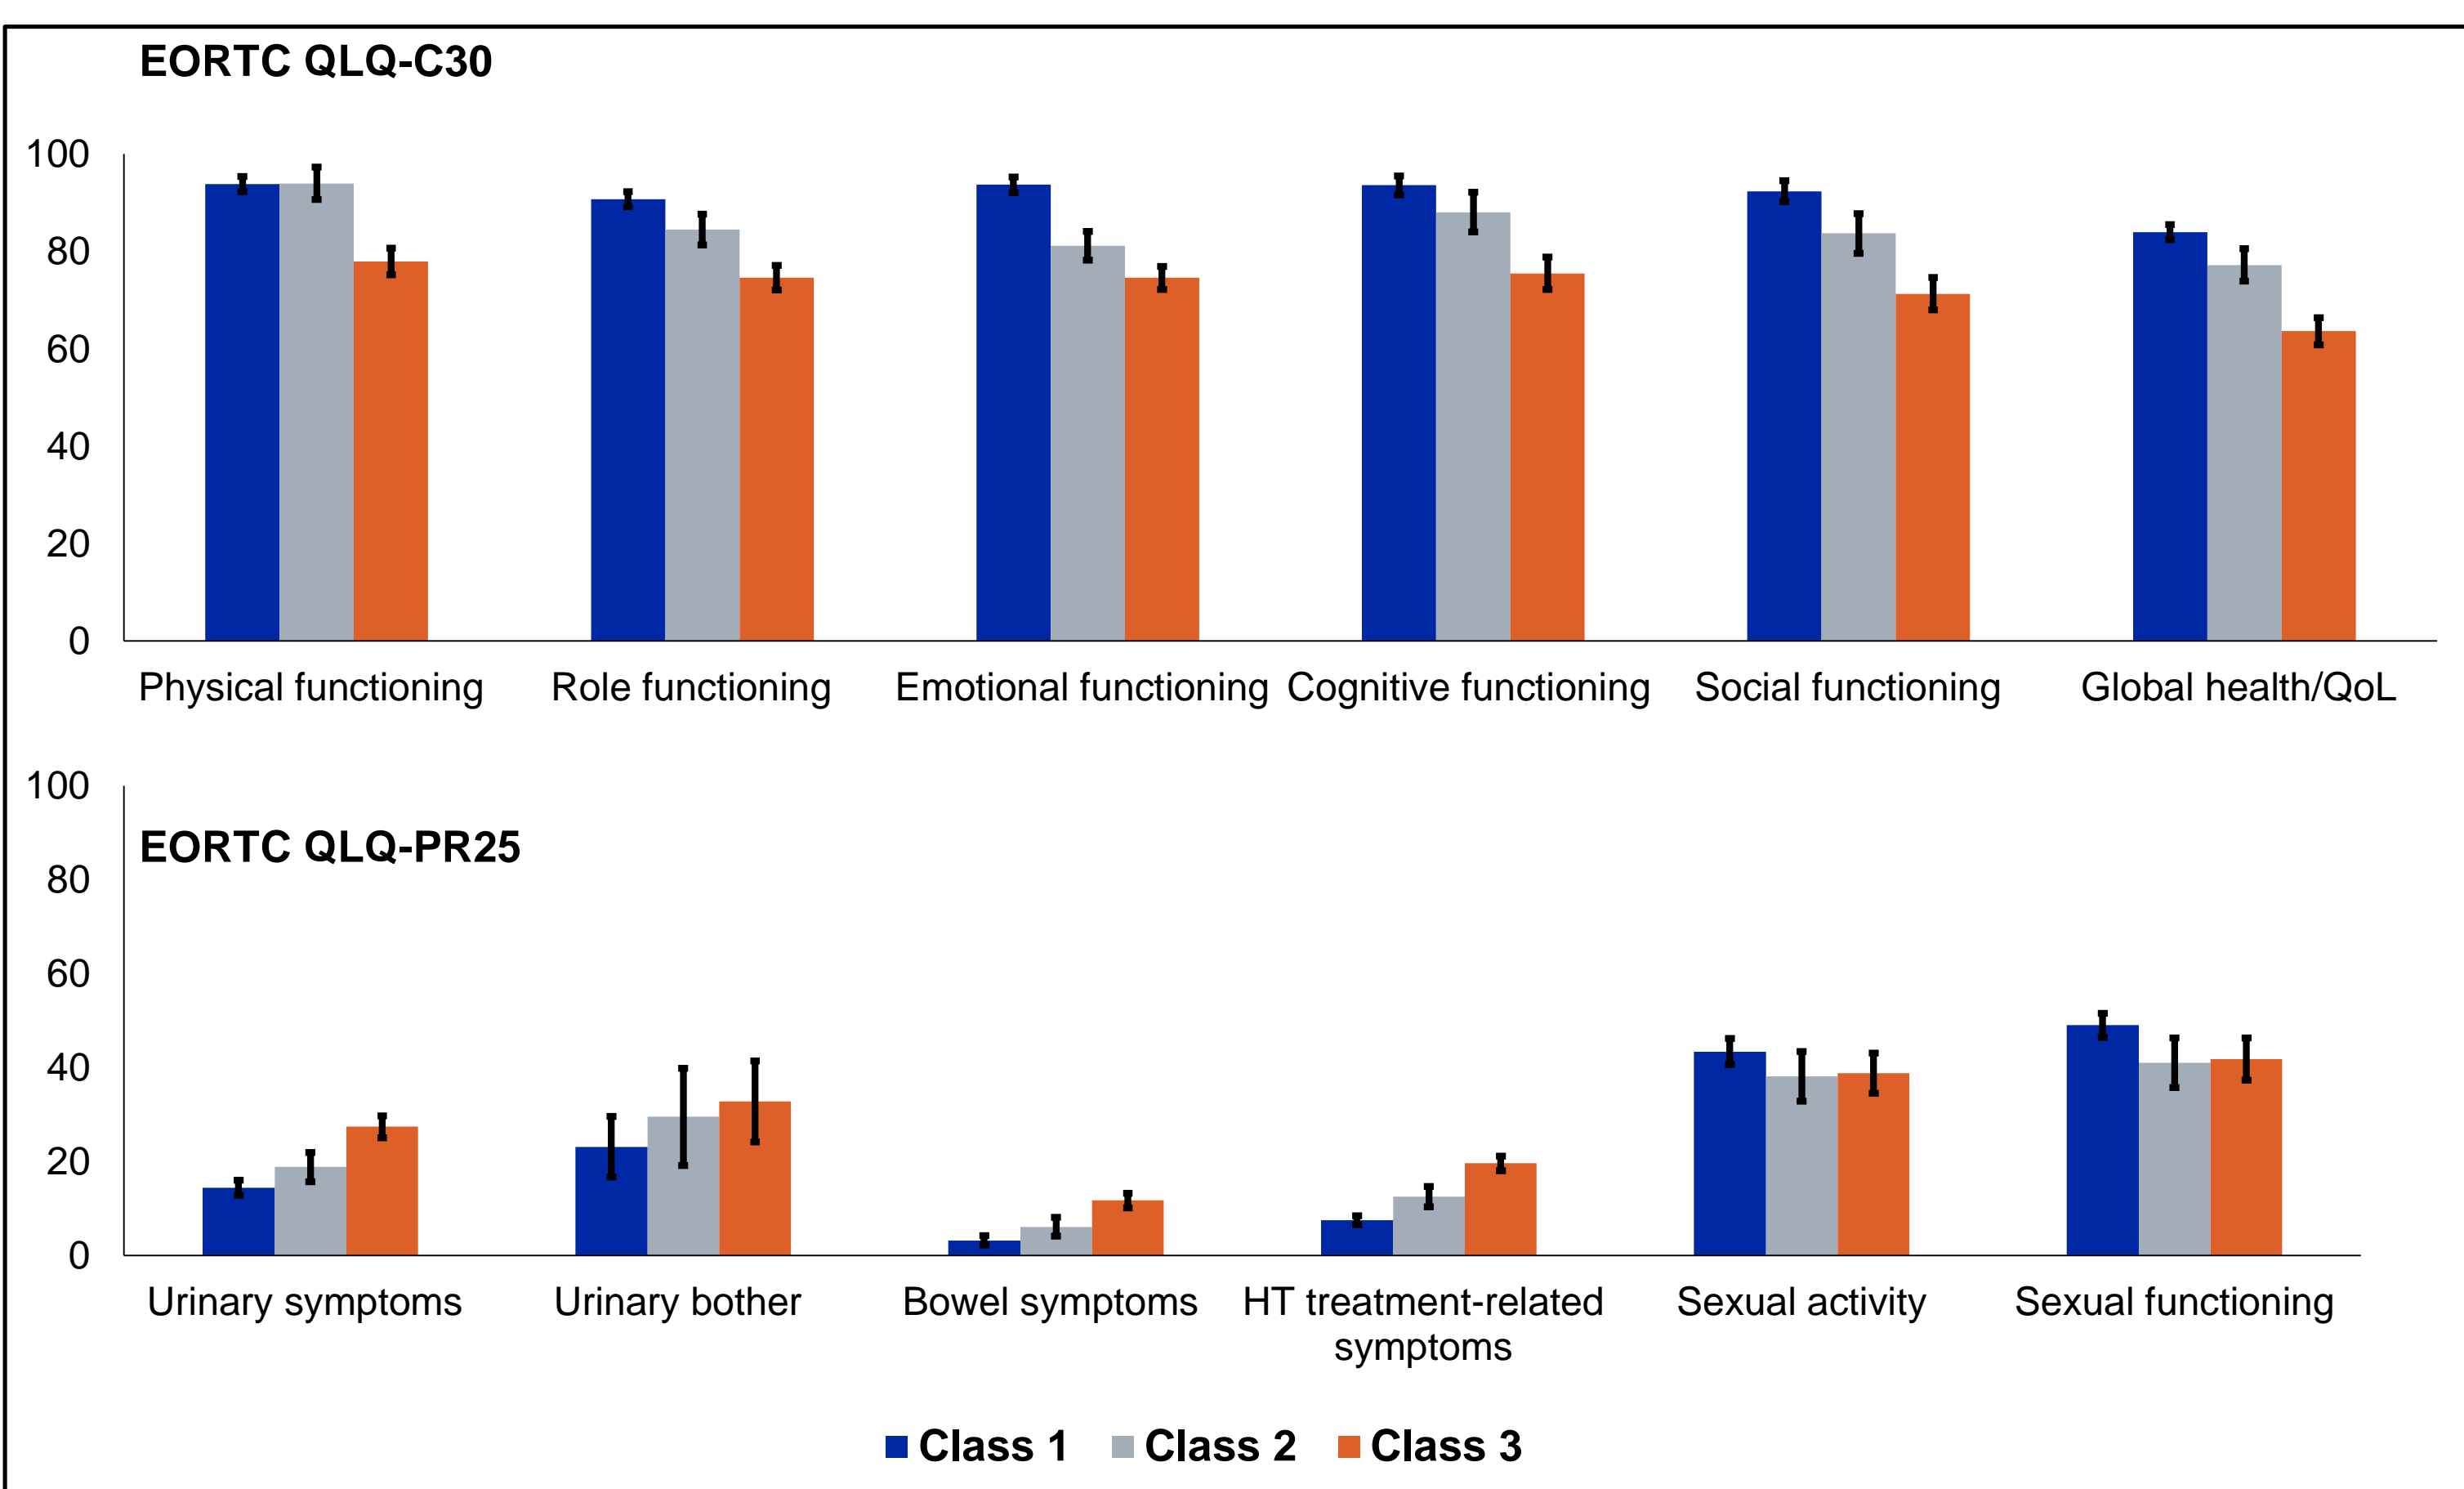 EORTC QLQ-C30
100
80
60
40
20
0
Physical functioning Role functioning Emotional functioning Cognitive functioning Social functioning Global health/QoL
100
EORTC QLQ-PR25
80
60
40
20
0
Urinary symptoms Urinary bother Bowel symptoms HT treatment-related symptoms Sexual activity Sexual functioning
Class 1 Class 2 Class 3